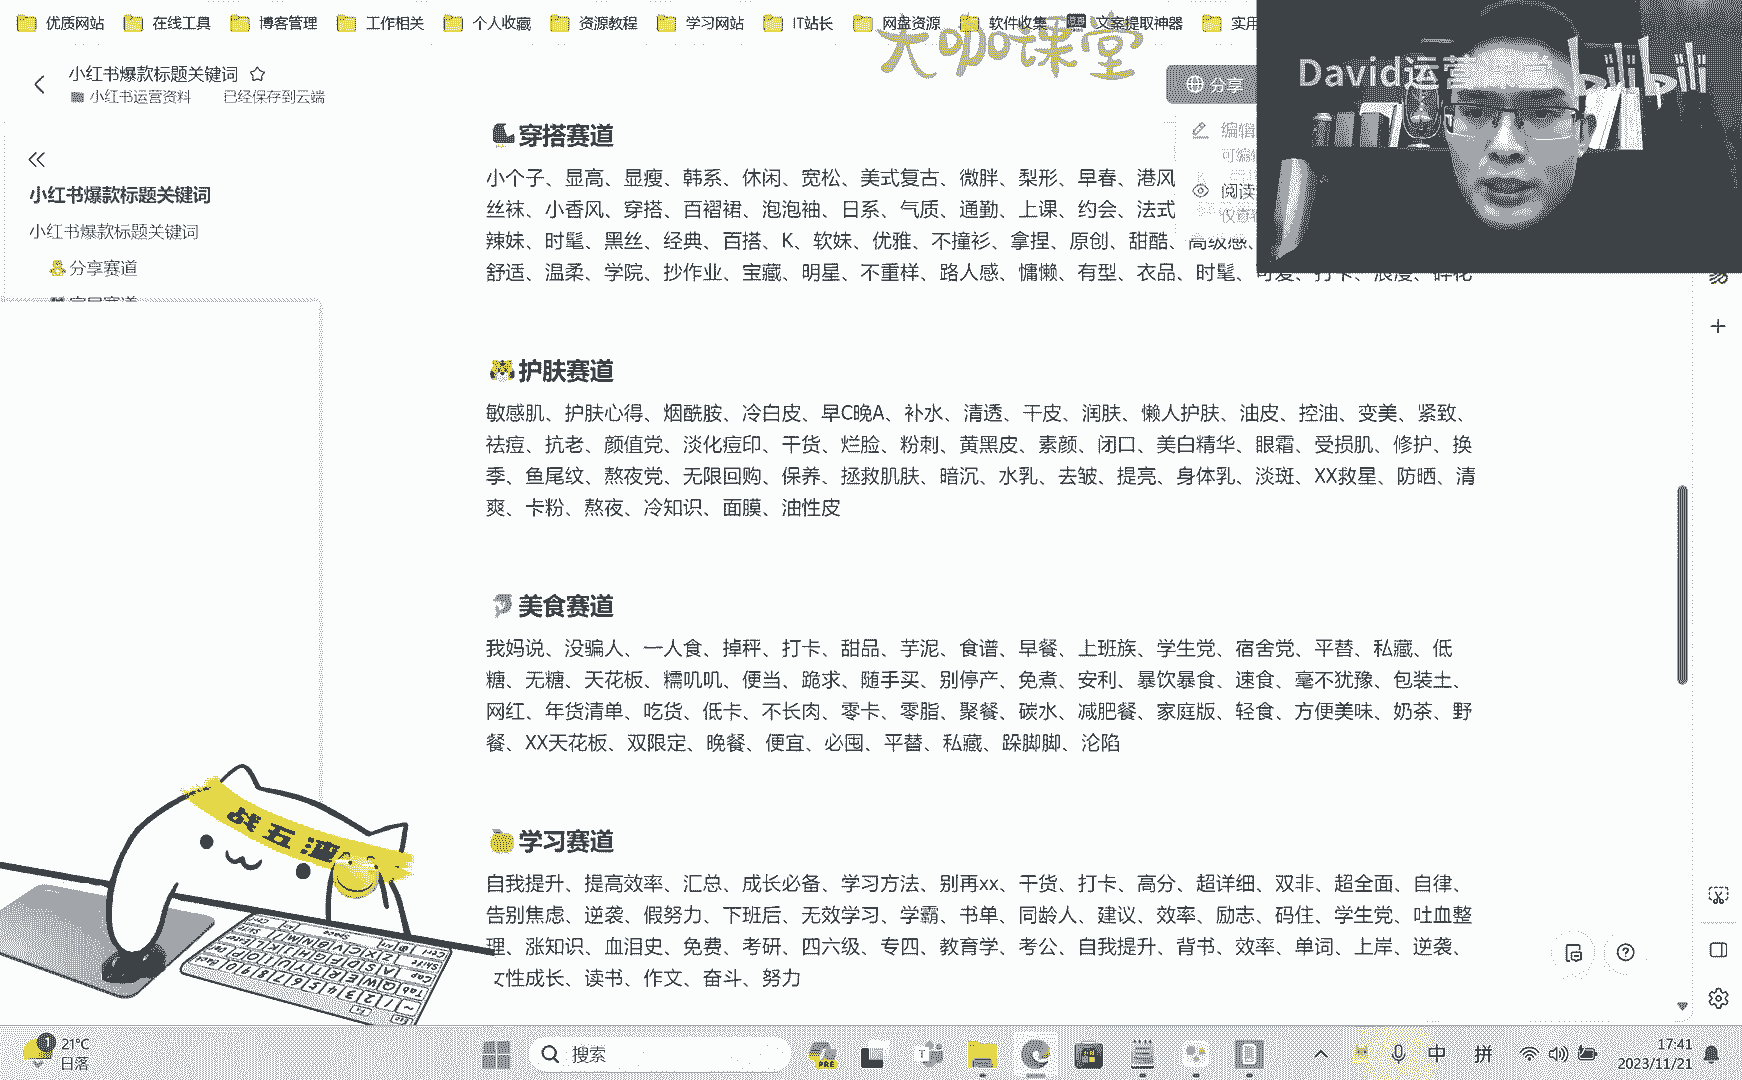 优质网站 在线工具 博客管理 工作相关 个人收藏 资源教程 学习网站 IT站长 网盘资源 软件收集 文案提取神器 实用
大咖课堂
David运营课堂 bilibili
小红书爆款标题关键词
小红书运营资料 已经保存到云端
分享
编辑
可编辑
阅读
小红书爆款标题关键词
小红书爆款标题关键词
分享赛道
穿搭赛道
小个子、显高、显瘦、韩系、休闲、宽松、美式复古、微胖、梨形、早春、港风
丝袜、小香风、穿搭、百褶裙、泡泡袖、日系、气质、通勤、上课、约会、法式
辣妹、时髦、黑丝、经典、百搭、K、软妹、优雅、不撞衫、拿捏、原创、甜酷、高级感、
舒适、温柔、学院、抄作业、宝藏、明星、不重样、路人感、慵懒、有型、衣品、时髦、可爱、打卡、浪漫、碎花
护肤赛道
敏感肌、护肤心得、烟酰胺、冷白皮、早C晚A、补水、清透、干皮、润肤、懒人护肤、油皮、控油、变美、紧致、
祛痘、抗老、颜值党、淡化痘印、干货、烂脸、粉刺、黄黑皮、素颜、闭口、美白精华、眼霜、受损肌、修护、换
季、鱼尾纹、熬夜党、无限回购、保养、拯救肌肤、暗沉、水乳、去皱、提亮、身体乳、淡斑、XX救星、防晒、清
爽、卡粉、熬夜、冷知识、面膜、油性皮
美食赛道
我妈说、没骗人、一人食、掉秤、打卡、甜品、芋泥、食谱、早餐、上班族、学生党、宿舍党、平替、私藏、低
糖、无糖、天花板、糯叽叽、便当、跪求、随手买、别停产、免煮、安利、暴饮暴食、速食、毫不犹豫、包装土、
网红、年货清单、吃货、低卡、不长肉、零卡、零脂、聚餐、碳水、减肥餐、家庭版、轻食、方便美味、奶茶、野
餐、XX天花板、双限定、晚餐、便宜、必囤、平替、私藏、跺脚脚、沦陷
学习赛道
自我提升、提高效率、汇总、成长必备、学习方法、别再xx、干货、打卡、高分、超详细、双非、超全面、自律、
告别焦虑、逆袭、假努力、下班后、无效学习、学霸、书单、同龄人、建议、效率、励志、码住、学生党、吐血整
理、涨知识、血泪史、免费、考研、四六级、专四、教育学、考公、自我提升、背书、效率、单词、上岸、逆袭、
女性成长、读书、作文、奋斗、努力
战五渣
21°C
日落
搜索
中 拼
17:41
2023/11/21